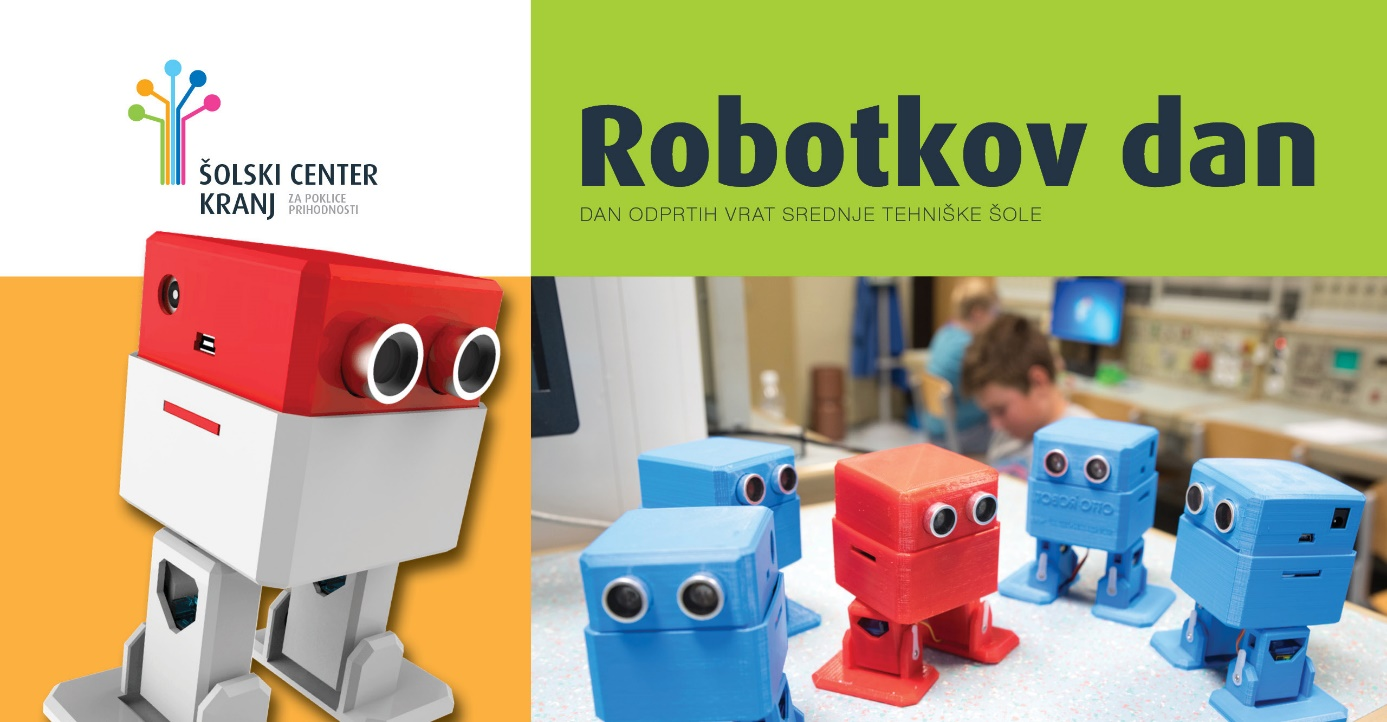 ŠOLSKI CENTER
KRANJ ZA POKLICE
PRIHODNOSTI
Robotkov dan
DAN ODPRTIH VRAT SREDNJE TEHNIŠKE ŠOLE